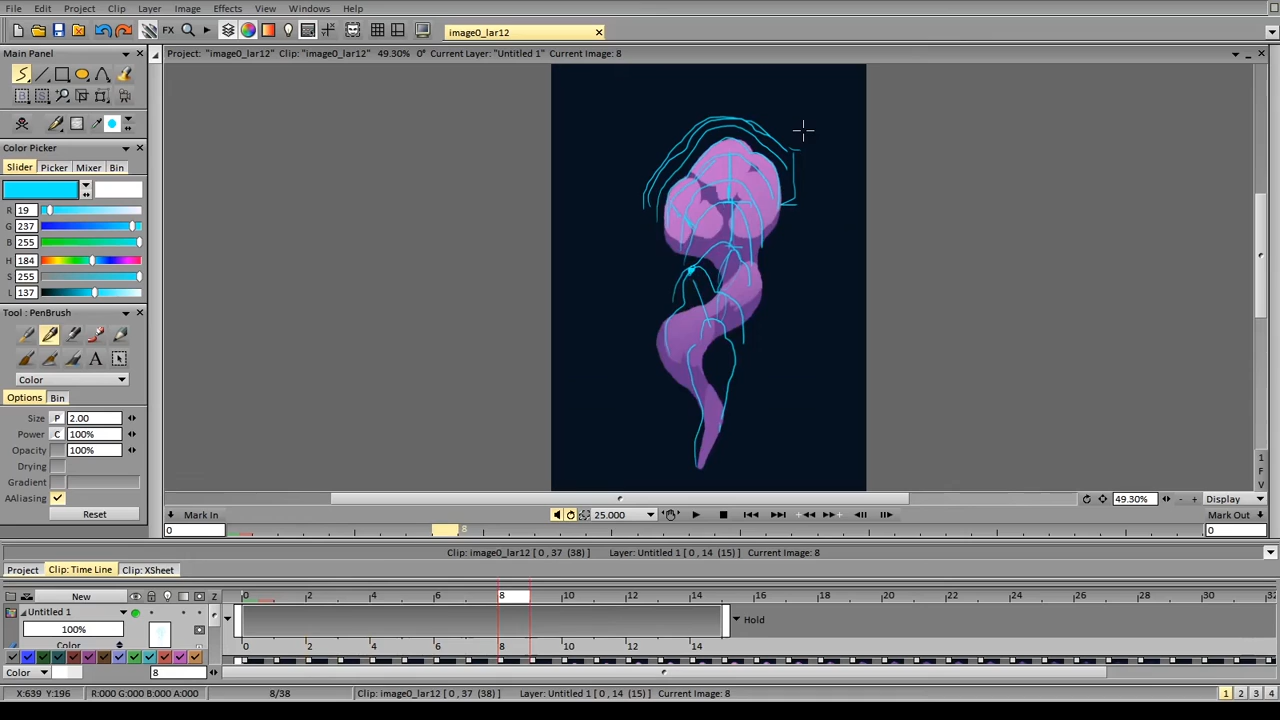 File Edit Project Clip Layer Image Effects View Windows Help
FX
image0_lar12
Main Panel
Project: "image0_lar12" Clip: "image0_lar12" 49.30% 0° Current Layer: "Untitled 1" Current Image: 8
Color Picker
Slider Picker Mixer Bin
R 19
G 237
B 255
H 184
S 255
L 137
Tool : PenBrush
A
Color
Options Bin
Size P 2.00
Power C 100%
Opacity 100%
Drying
Gradient
AAliasing
Reset
1
F
V
49.30% - + Display
Mark In 25.000 Mark Out
0 8 0
Clip: image0_lar12 [ 0 , 37 (38) ] Layer: Untitled 1 [ 0 , 14 (15) ] Current Image: 8
Project Clip: Time Line Clip: XSheet
New Z 0 2 4 6 8 10 12 14 16 18 20 22 24 26 28 30 32
Untitled 1
100% Hold
Color 0 2 4 6 8 10 12 14
Color 8
X:639 Y:196 R:000 G:000 B:000 A:000 8/38 Clip: image0_lar12 [ 0 , 37 (38) ] Layer: Untitled 1 [ 0 , 14 (15) ] Current Image: 8 1 2 3 4